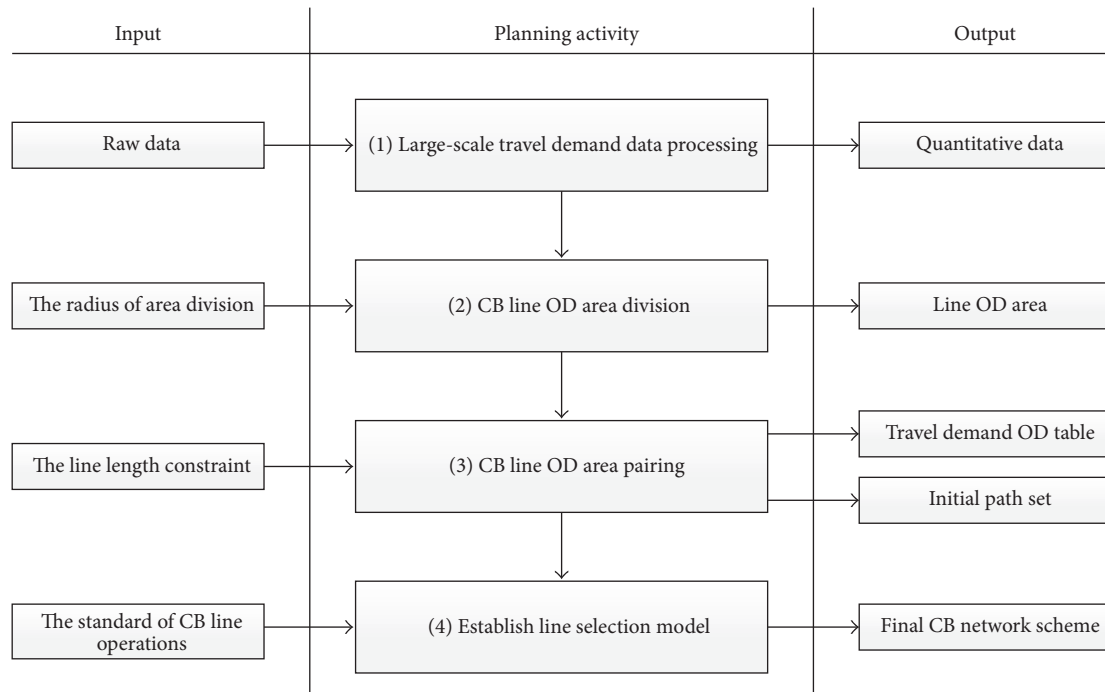 Input
Planning activity
Output
Raw data
(1) Large-scale travel demand data processing
Quantitative data
The radius of area division
(2) CB line OD area division
Line OD area
The line length constraint
(3) CB line OD area pairing
Travel demand OD table
Initial path set
The standard of CB line
operations
(4) Establish line selection model
Final CB network scheme